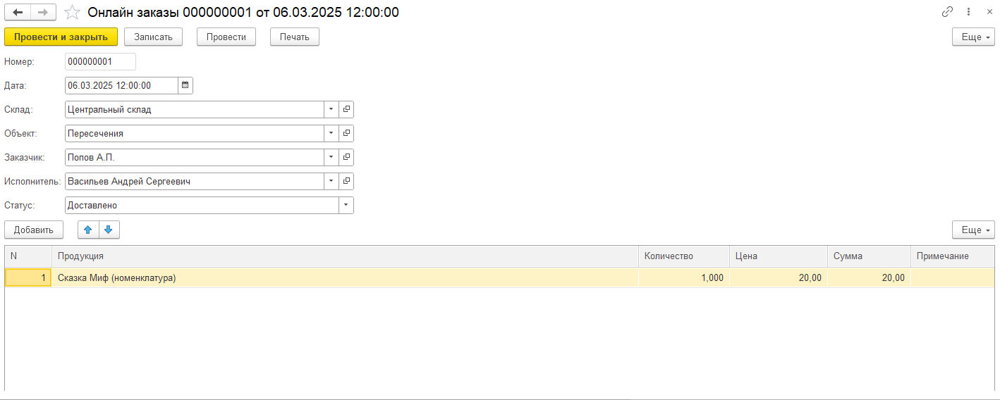 Онлайн заказы 000000001 от 06.03.2025 12:00:00
Провести и закрыть Записать Провести Печать Еще
Номер: 000000001
Дата: 06.03.2025 12:00:00
Склад: Центральный склад
Объект: Пересечения
Заказчик: Попов А.П.
Исполнитель: Васильев Андрей Сергеевич
Статус: Доставлено
Добавить Еще
N Продукция Количество Цена Сумма Примечание
1 Сказка Миф (номенклатура) 1,000 20,00 20,00